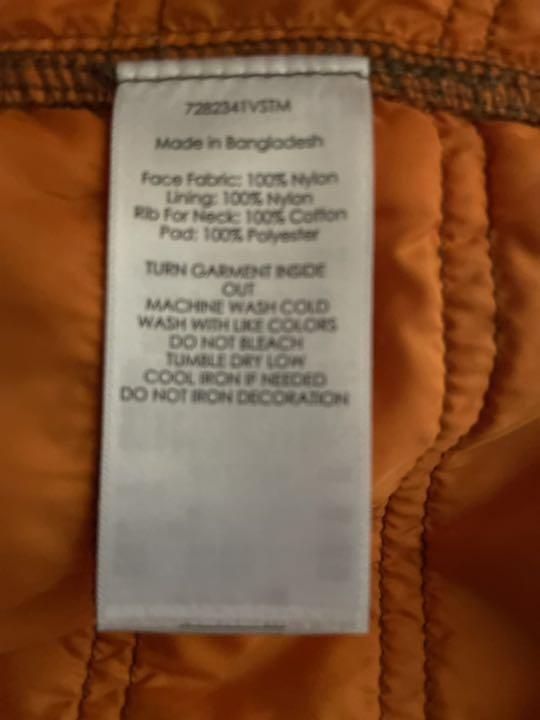 7282341VSTM
Made in Bangladesh
Face Fabric: 100% Nylon
Lining: 100% Nylon
Rib For Neck: 100% Cotton
Pad: 100% Polyester
TURN GARMENT INSIDE
OUT
MACHINE WASH COLD
WASH WITH LIKE COLORS
DO NOT BLEACH
TUMBLE DRY LOW
COOL IRON IF NEEDED
DO NOT IRON DECORATION